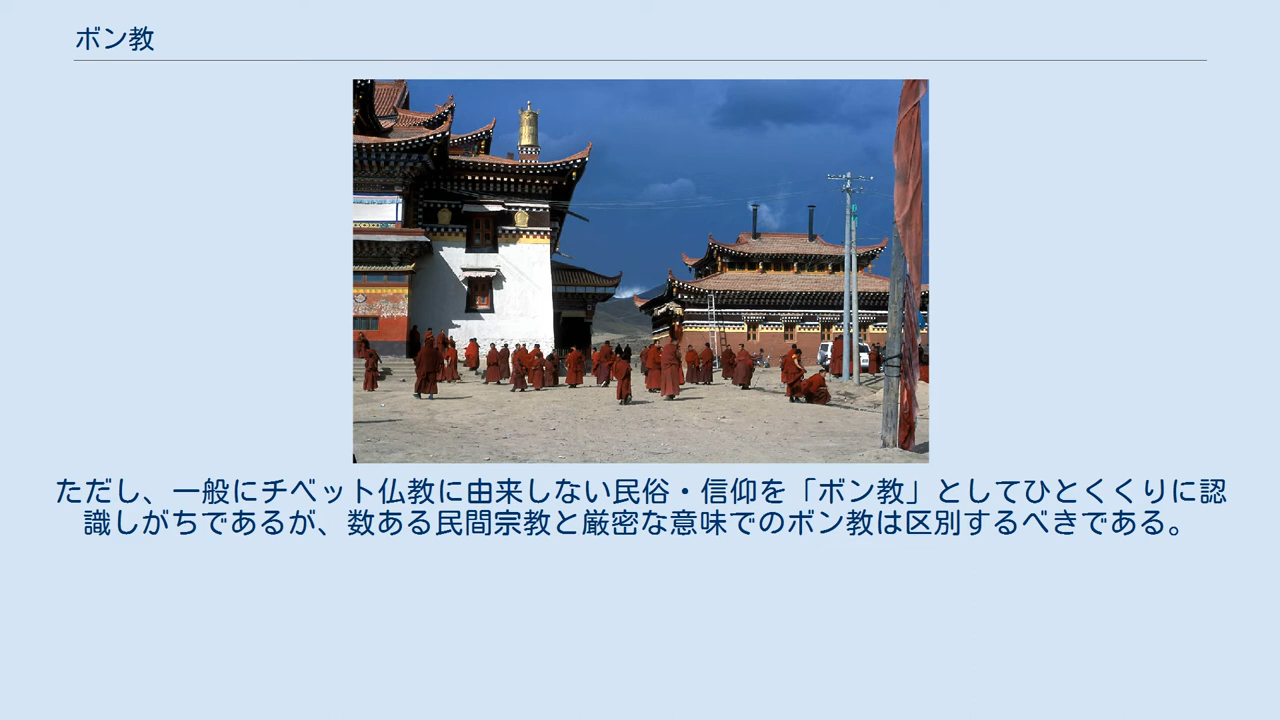 ボン教
ただし、一般にチベット仏教に由来しない民俗・信仰を「ボン教」としてひとくくりに認
識しがちであるが、数ある民間宗教と厳密な意味でのボン教は区別するべきである。